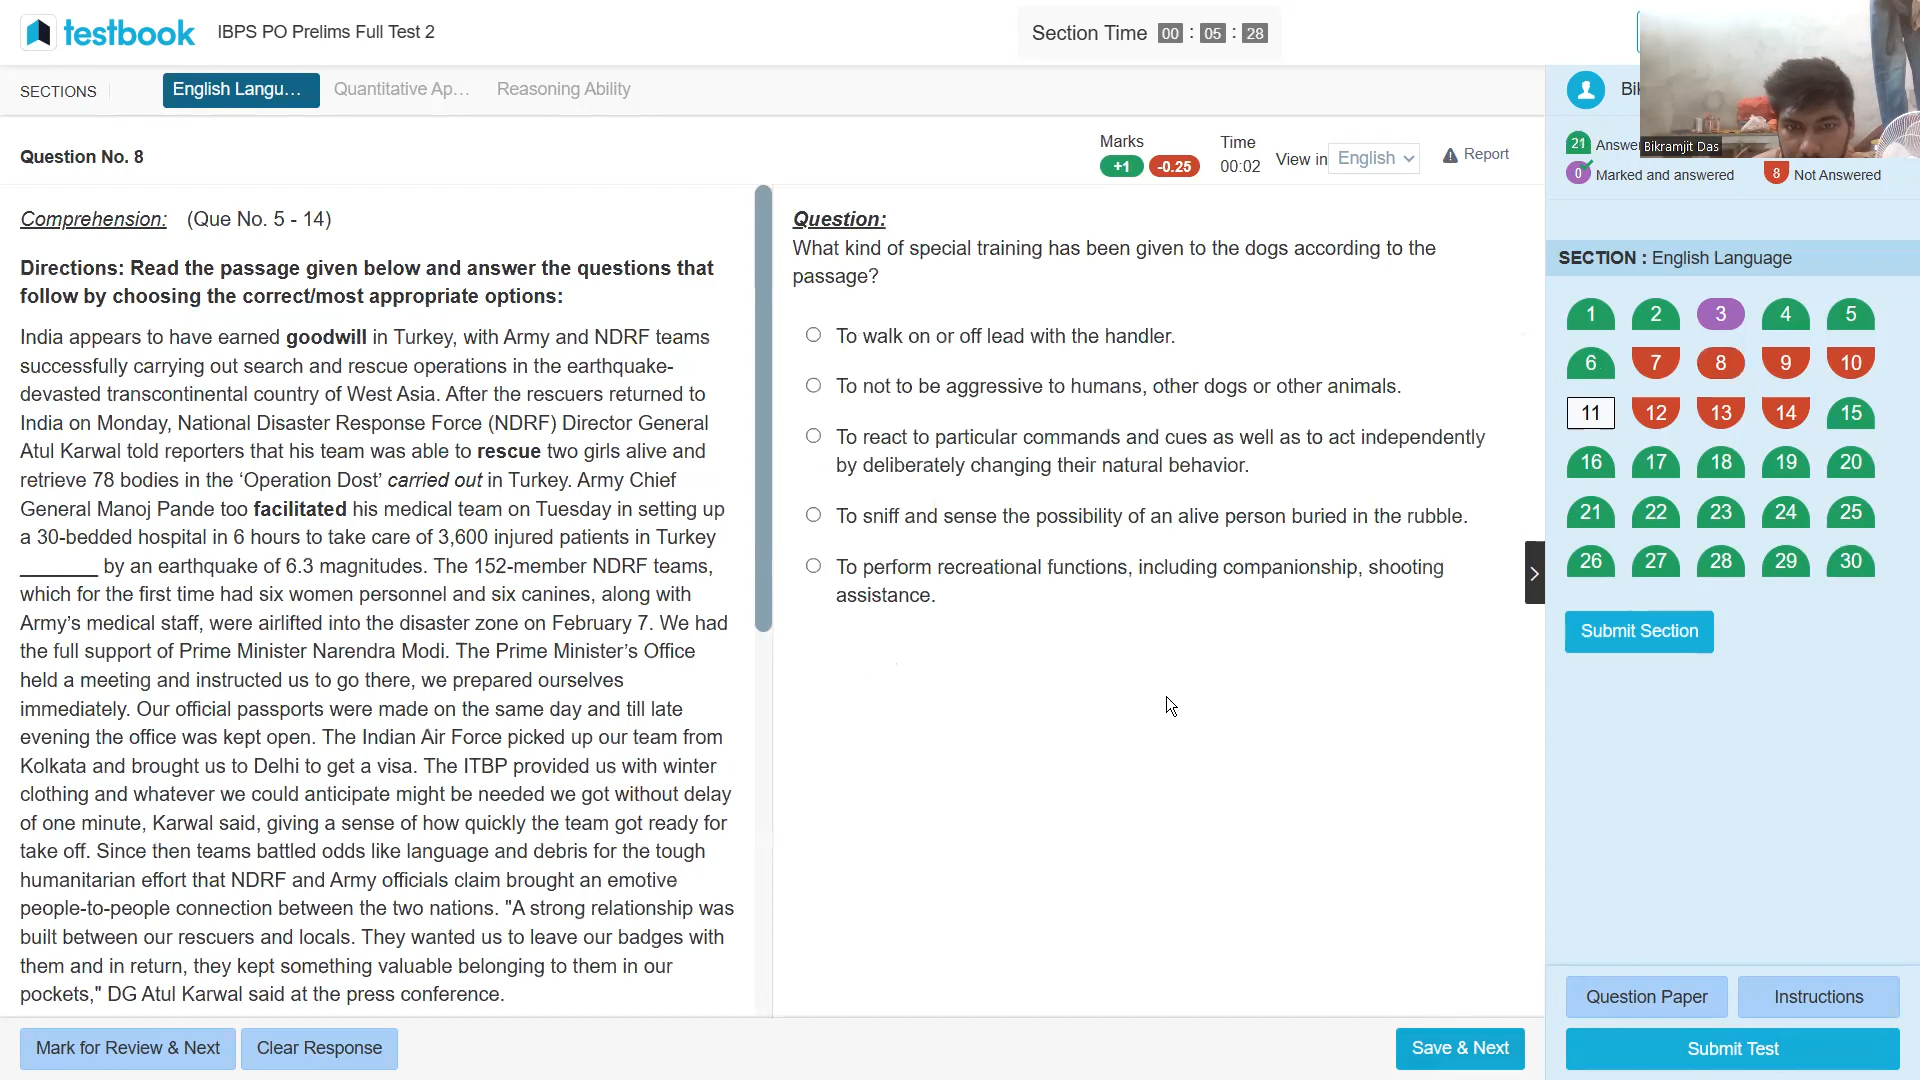 testbook
IBPS PO Prelims Full Test 2
Section Time 00 : 05 : 28
SECTIONS
English Langu...
Quantitative Ap...
Reasoning Ability
Question No. 8
Marks
+1 -0.25
Time
00:02
View in English
Report
Comprehension: (Que No. 5 - 14)
Directions: Read the passage given below and answer the questions that
follow by choosing the correct/most appropriate options:
India appears to have earned goodwill in Turkey, with Army and NDRF teams
successfully carrying out search and rescue operations in the earthquake-
devasted transcontinental country of West Asia. After the rescuers returned to
India on Monday, National Disaster Response Force (NDRF) Director General
Atul Karwal told reporters that his team was able to rescue two girls alive and
retrieve 78 bodies in the ‘Operation Dost’ carried out in Turkey. Army Chief
General Manoj Pande too facilitated his medical team on Tuesday in setting up
a 30-bedded hospital in 6 hours to take care of 3,600 injured patients in Turkey
_______ by an earthquake of 6.3 magnitudes. The 152-member NDRF teams,
which for the first time had six women personnel and six canines, along with
Army’s medical staff, were airlifted into the disaster zone on February 7. We had
the full support of Prime Minister Narendra Modi. The Prime Minister’s Office
held a meeting and instructed us to go there, we prepared ourselves
immediately. Our official passports were made on the same day and till late
evening the office was kept open. The Indian Air Force picked up our team from
Kolkata and brought us to Delhi to get a visa. The ITBP provided us with winter
clothing and whatever we could anticipate might be needed we got without delay
of one minute, Karwal said, giving a sense of how quickly the team got ready for
take off. Since then teams battled odds like language and debris for the tough
humanitarian effort that NDRF and Army officials claim brought an emotive
people-to-people connection between the two nations. "A strong relationship was
built between our rescuers and locals. They wanted us to leave our badges with
them and in return, they kept something valuable belonging to them in our
pockets," DG Atul Karwal said at the press conference.
Question:
What kind of special training has been given to the dogs according to the
passage?
To walk on or off lead with the handler.
To not to be aggressive to humans, other dogs or other animals.
To react to particular commands and cues as well as to act independently
by deliberately changing their natural behavior.
To sniff and sense the possibility of an alive person buried in the rubble.
To perform recreational functions, including companionship, shooting
assistance.
Mark for Review & Next
Clear Response
Save & Next
Bikramjit Das
21 Answe
0 Marked and answered
8 Not Answered
SECTION : English Language
1 2 3 4 5
6 7 8 9 10
11 12 13 14 15
16 17 18 19 20
21 22 23 24 25
26 27 28 29 30
Submit Section
Question Paper
Instructions
Submit Test